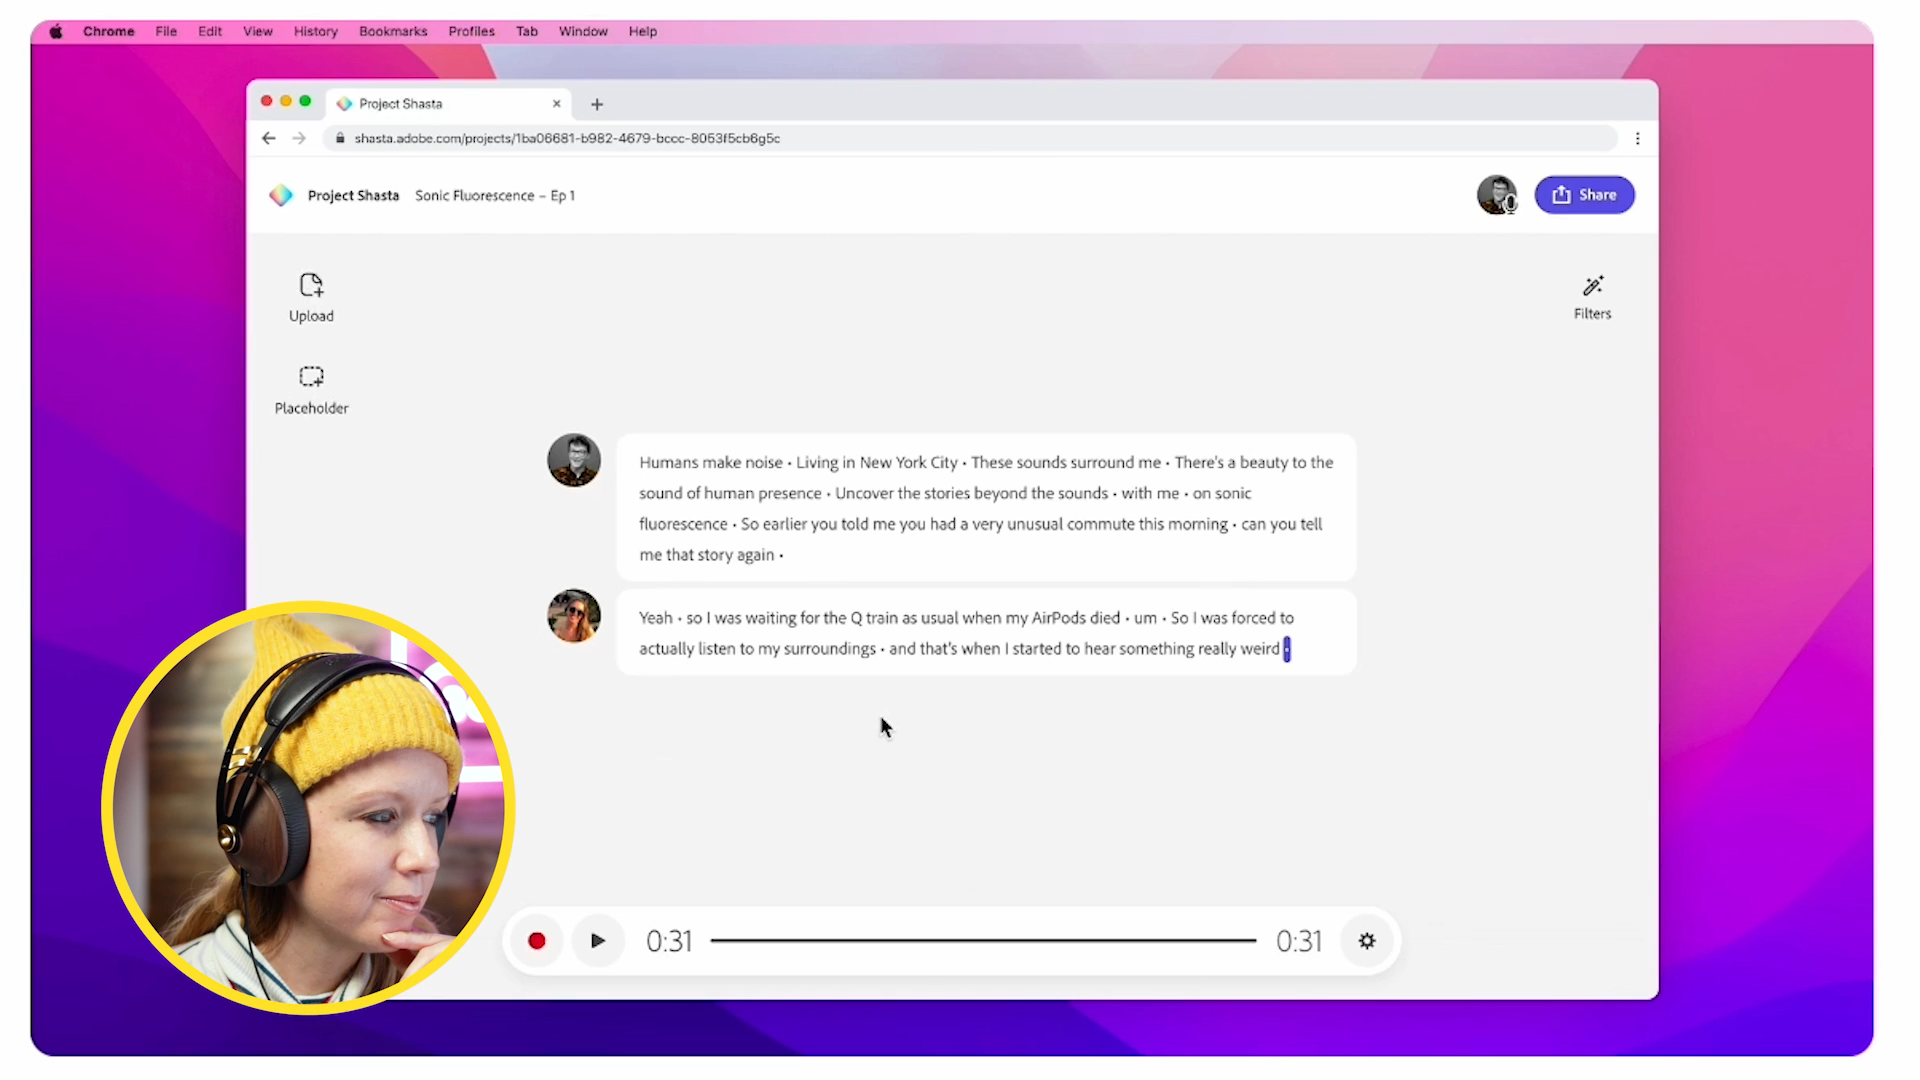 Chrome File Edit View History Bookmarks Profiles Tab Window Help
Project Shasta
shasta.adobe.com/projects/1ba06681-b982-4679-bccc-8053f5cb6g5c
Project Shasta Sonic Fluorescence – Ep 1
Share
Upload
Filters
Placeholder
Humans make noise • Living in New York City • These sounds surround me • There's a beauty to the
sound of human presence • Uncover the stories beyond the sounds • with me • on sonic
fluorescence • So earlier you told me you had a very unusual commute this morning • can you tell
me that story again •
Yeah • so I was waiting for the Q train as usual when my AirPods died • um • So I was forced to
actually listen to my surroundings • and that's when I started to hear something really weird •
0:31 0:31